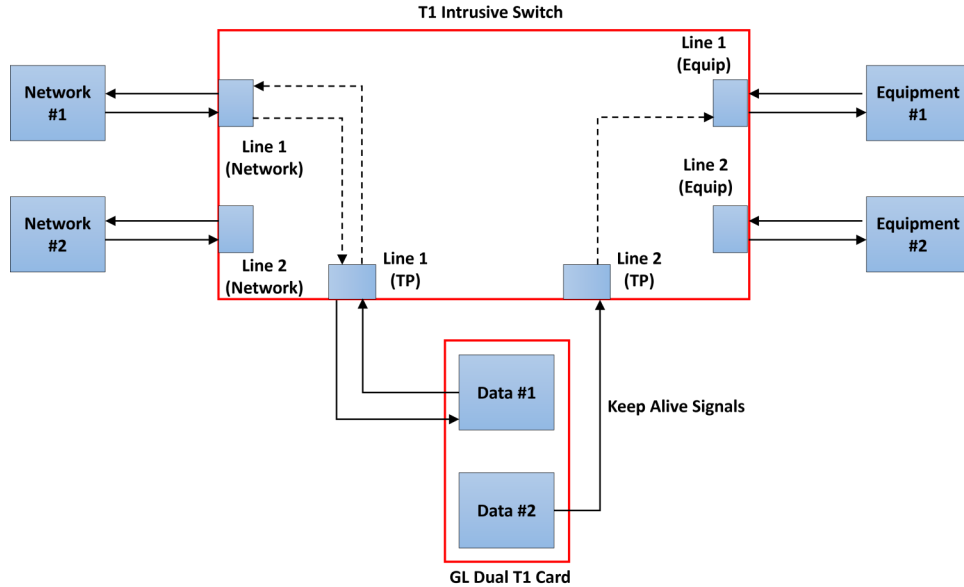 T1 Intrusive Switch
Network
#1
Line 1
(Network)
Network
#2
Line 2
(Network)
Line 1
(TP)
Line 1
(Equip)
Equipment
#1
Line 2
(Equip)
Equipment
#2
Line 2
(TP)
Data #1
Keep Alive Signals
Data #2
GL Dual T1 Card